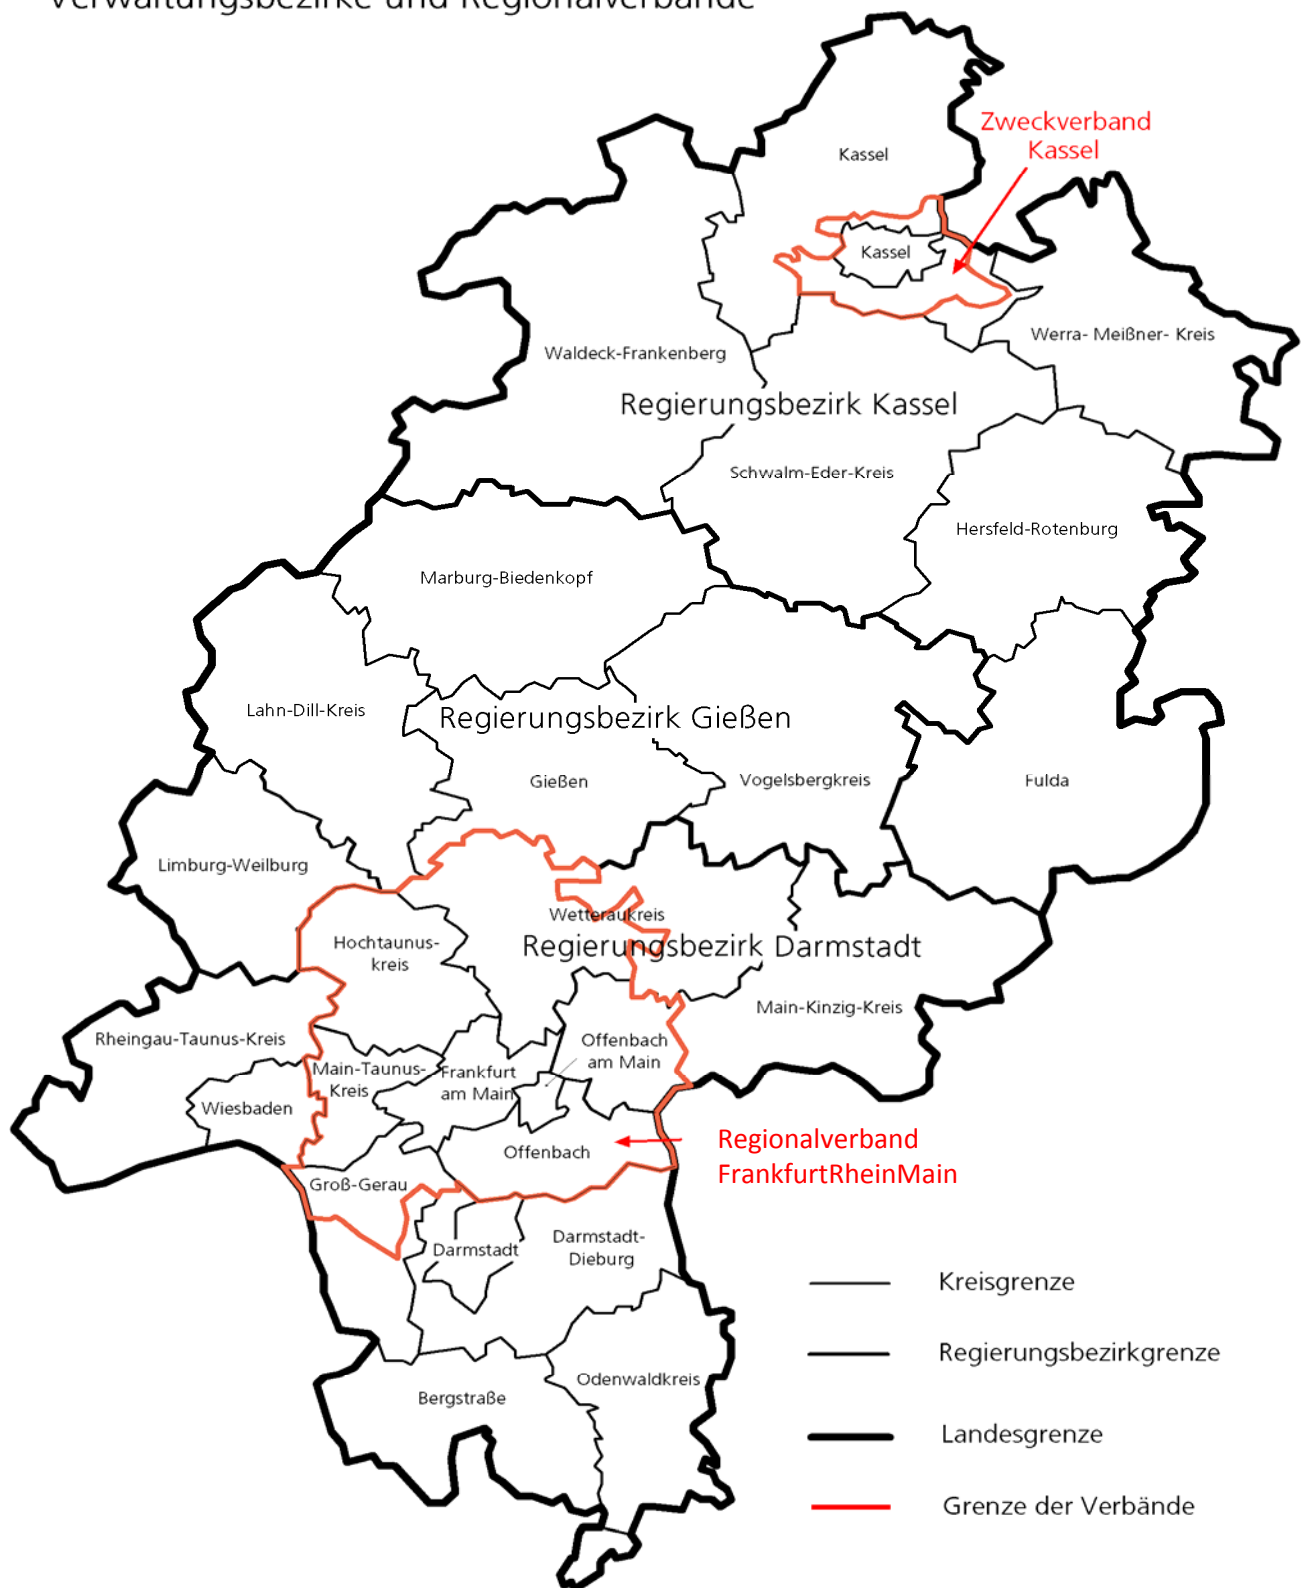 Verwaltungsbezirke und Regionalverbände
Zweckverband
Kassel
Kassel
Kassel
Werra- Meißner- Kreis
Waldeck-Frankenberg
Regierungsbezirk Kassel
Schwalm-Eder-Kreis
Hersfeld-Rotenburg
Marburg-Biedenkopf
Lahn-Dill-Kreis
Regierungsbezirk Gießen
Gießen
Vogelsbergkreis
Fulda
Limburg-Weilburg
Wetteraukreis
Hochtaunus-
kreis
Regierungsbezirk Darmstadt
Main-Kinzig-Kreis
Rheingau-Taunus-Kreis
Offenbach
am Main
Main-Taunus-
Kreis
Frankfurt
am Main
Wiesbaden
Offenbach
Regionalverband
FrankfurtRheinMain
Groß-Gerau
Darmstadt
Darmstadt-
Dieburg
Kreisgrenze
Regierungsbezirkgrenze
Odenwaldkreis
Bergstraße
Landesgrenze
Grenze der Verbände